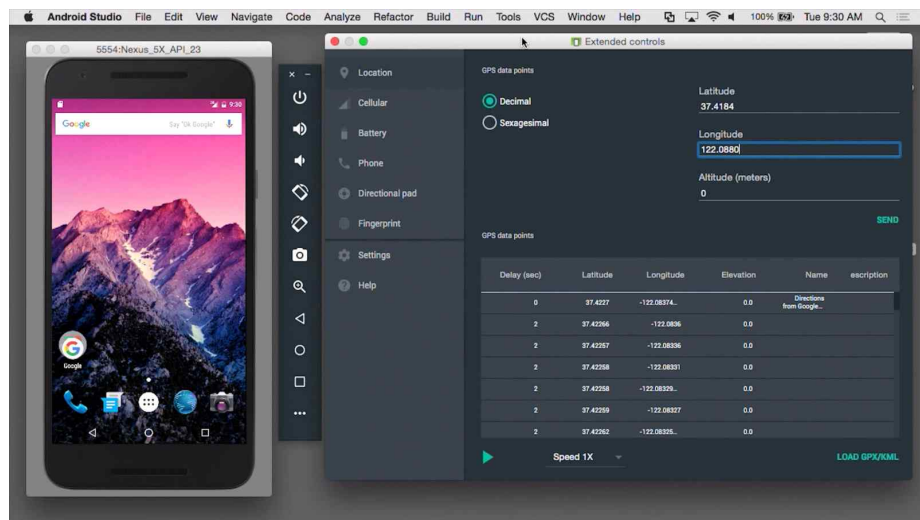 Android Studio File Edit View Navigate Code Analyze Refactor Build Run Tools VCS Window Help 100% Tue 9:30 AM
5554:Nexus_5X_API_23
9:30
Google Say "Ok Google"
Google
Extended controls
Location
Cellular
Battery
Phone
Directional pad
Fingerprint
Settings
Help
GPS data points
Decimal
Sexagesimal
Latitude
37.4184
Longitude
122.0880
Altitude (meters)
0
SEND
GPS data points
Delay (sec) Latitude Longitude Elevation Name escription
0 37.4227 -122.08374... 0.0 Directions
from Google...
2 37.42266 -122.0836 0.0
2 37.42257 -122.08336 0.0
2 37.42258 -122.08331 0.0
2 37.42258 -122.08329... 0.0
2 37.42259 -122.08327 0.0
2 37.42262 -122.08325... 0.0
Speed 1X
LOAD GPX/KML